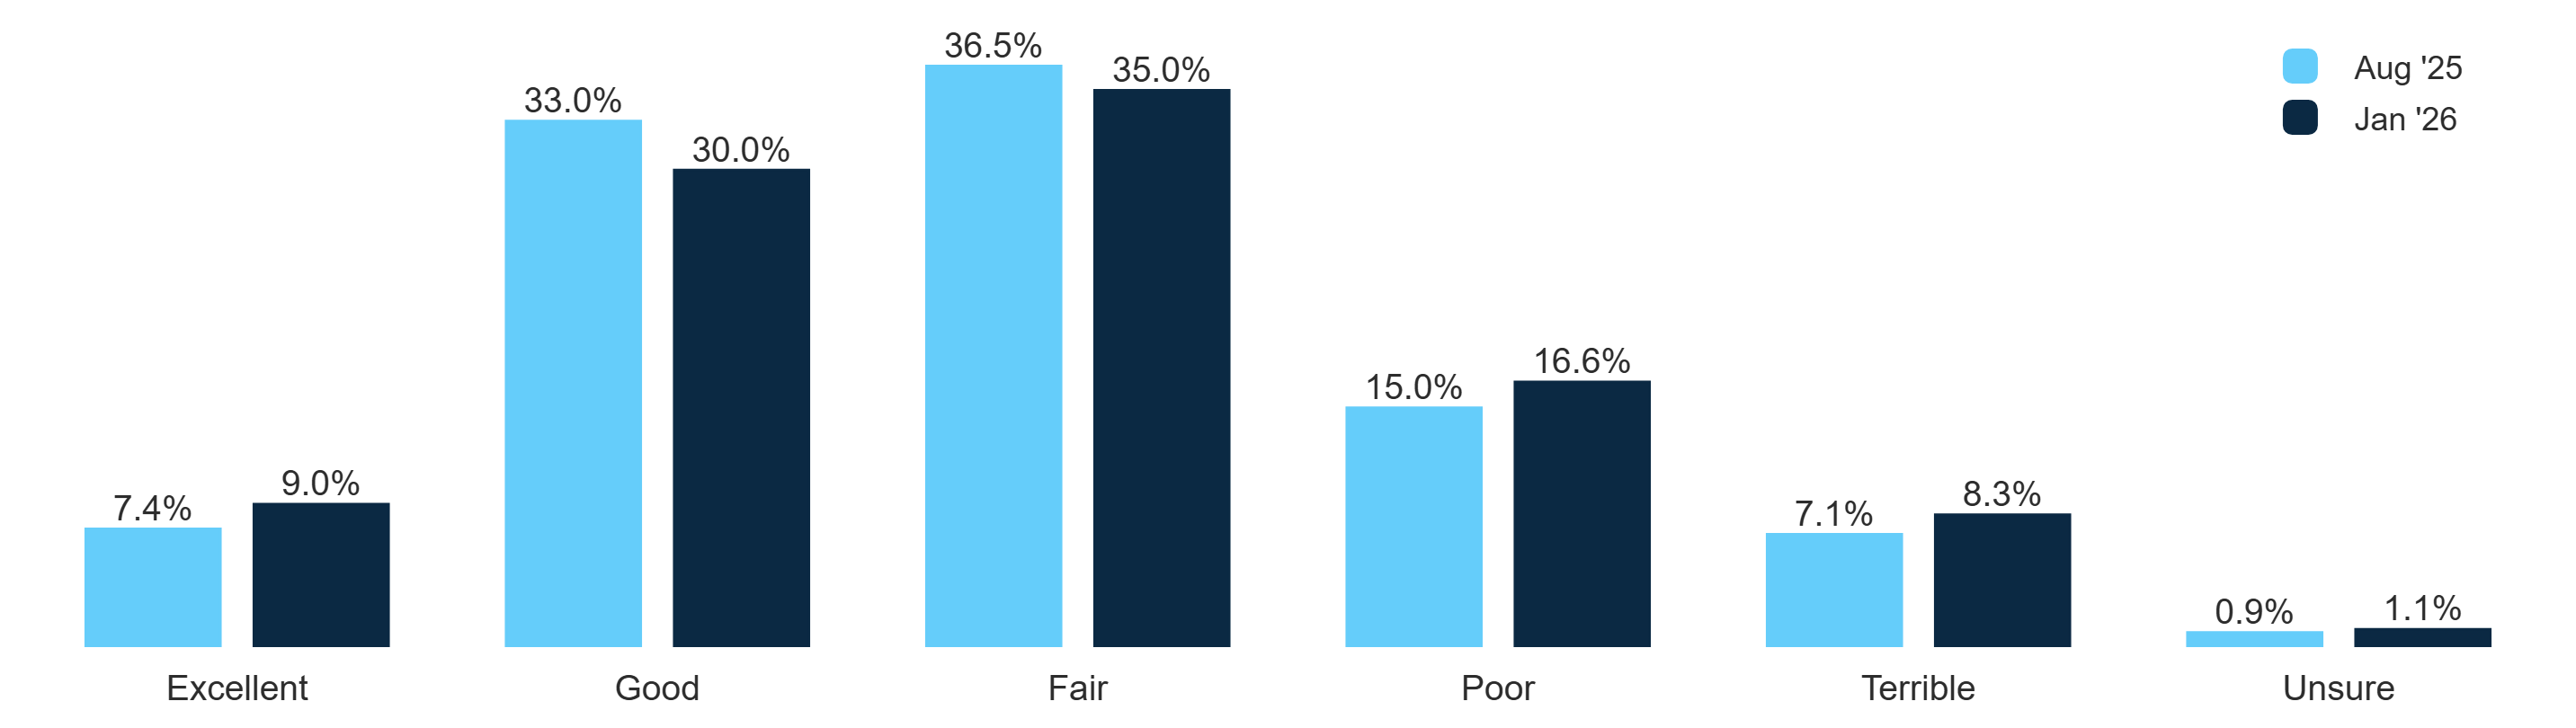 36.5%
35.0%
33.0%
30.0%
Aug '25
Jan '26
15.0%
16.6%
7.4%
9.0%
7.1%
8.3%
0.9%
1.1%
Excellent
Good
Fair
Poor
Terrible
Unsure